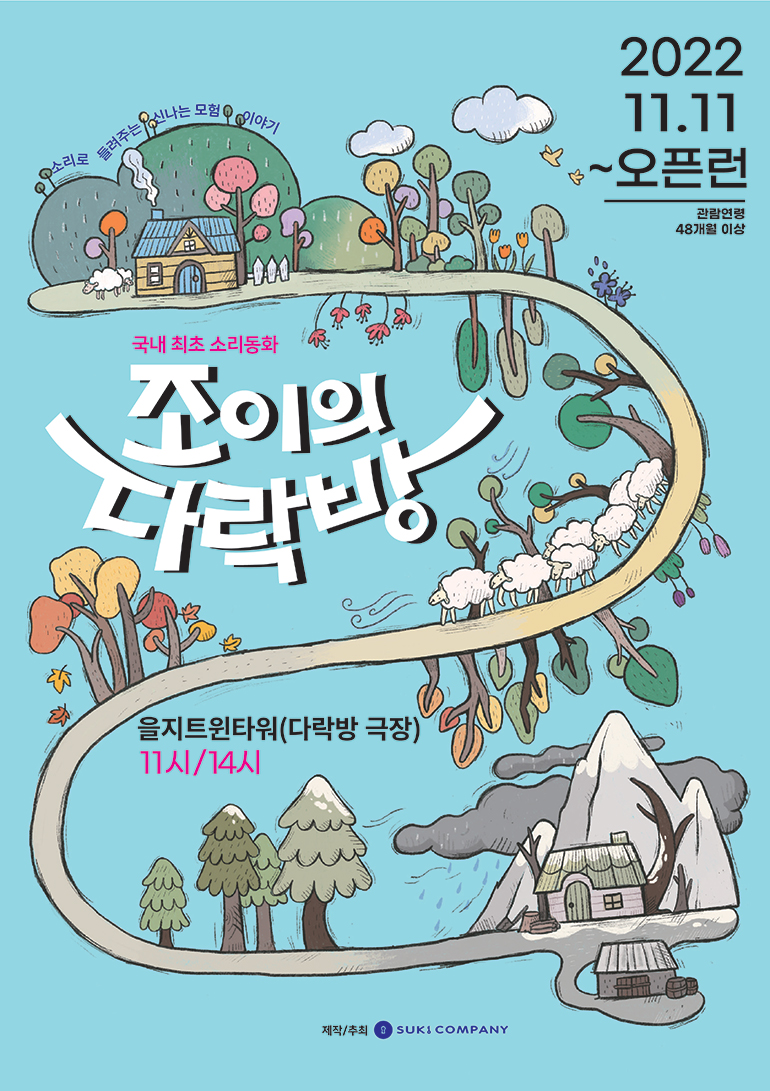 2022
11.11
~오픈런
관람연령
48개월 이상
소리로 들려주는 신나는 모험 이야기
국내 최초 소리동화
조이의
다락방
을지트윈타워(다락방 극장)
11시/14시
제작/추최 SUKI COMPANY